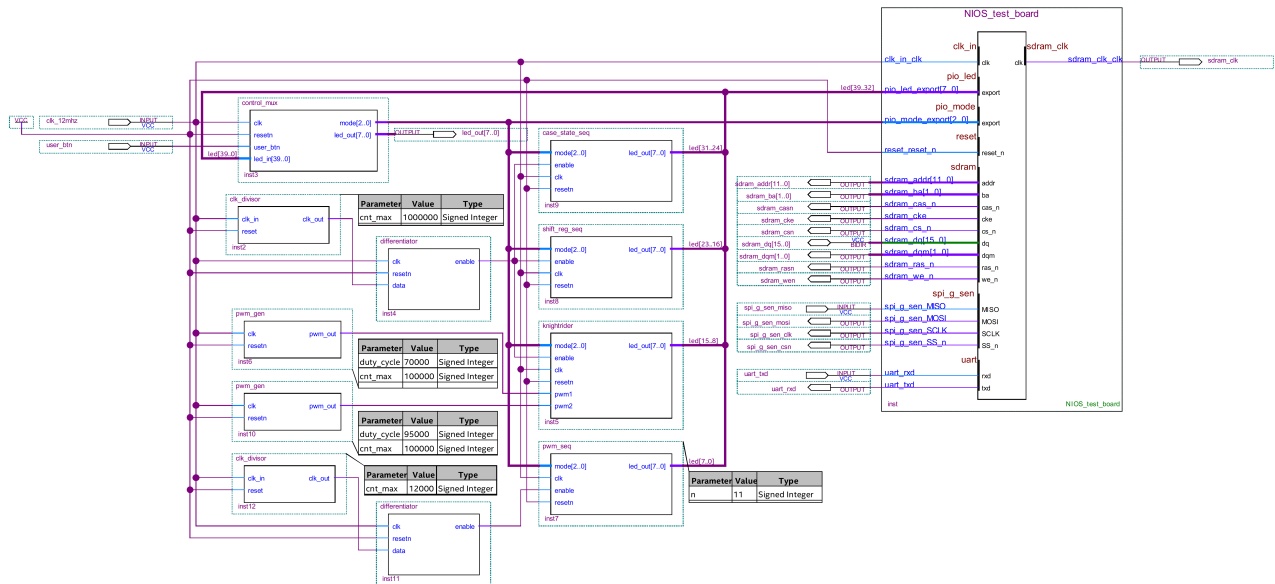 NIOS_test_board
clk_in
sdram_clk
clk_in_clk
clk
clk
sdram_clk_clk
OUTPUT
sdram_clk
pio_led
led[39..32]
pio_led_export[7..0]
export
pio_mode
pio_mode_export[2..0]
export
reset
reset_reset_n
reset_n
sdram
sdram_addr[11..0]
OUTPUT
sdram_addr[11..0]
addr
sdram_ba[1..0]
OUTPUT
sdram_ba[1..0]
ba
sdram_casn
OUTPUT
sdram_cas_n
cas_n
sdram_cke
OUTPUT
sdram_cke
cke
sdram_csn
OUTPUT
sdram_cs_n
cs_n
sdram_dq[15..0]
VCC
BIDIR
sdram_dq[15..0]
dq
sdram_dqm[1..0]
OUTPUT
sdram_dqm[1..0]
dqm
sdram_rasn
OUTPUT
sdram_ras_n
ras_n
sdram_wen
OUTPUT
sdram_we_n
we_n
spi_g_sen
spi_g_sen_miso
INPUT
VCC
spi_g_sen_MISO
MISO
spi_g_sen_mosi
OUTPUT
spi_g_sen_MOSI
MOSI
spi_g_sen_clk
OUTPUT
spi_g_sen_SCLK
SCLK
spi_g_sen_csn
OUTPUT
spi_g_sen_SS_n
SS_n
uart
uart_txd
INPUT
VCC
uart_rxd
rxd
uart_rxd
OUTPUT
uart_txd
txd
inst
NIOS_test_board
VCC
clk_12mhz
INPUT
VCC
user_btn
INPUT
VCC
control_mux
clk
mode[2..0]
resetn
led_out[7..0]
user_btn
led_in[39..0]
led[39..0]
inst3
OUTPUT
led_out[7..0]
clk_divisor
clk_in
clk_out
reset
inst2
Parameter Value Type
cnt_max 1000000 Signed Integer
differentiator
clk
enable
resetn
data
inst4
pwm_gen
clk
pwm_out
resetn
inst6
Parameter Value Type
duty_cycle 70000 Signed Integer
cnt_max 100000 Signed Integer
pwm_gen
clk
pwm_out
resetn
inst10
Parameter Value Type
duty_cycle 95000 Signed Integer
cnt_max 100000 Signed Integer
clk_divisor
clk_in
clk_out
reset
inst12
Parameter Value Type
cnt_max 12000 Signed Integer
differentiator
clk
enable
resetn
data
inst11
case_state_seq
mode[2..0]
led_out[7..0]
enable
clk
resetn
inst9
led[31..24]
shift_reg_seq
mode[2..0]
led_out[7..0]
enable
clk
resetn
inst8
led[23..16]
knightrider
mode[2..0]
led_out[7..0]
enable
clk
resetn
pwm1
pwm2
inst5
led[15..8]
pwm_seq
mode[2..0]
led_out[7..0]
clk
enable
resetn
inst7
led[7..0]
Parameter Value Type
n 11 Signed Integer